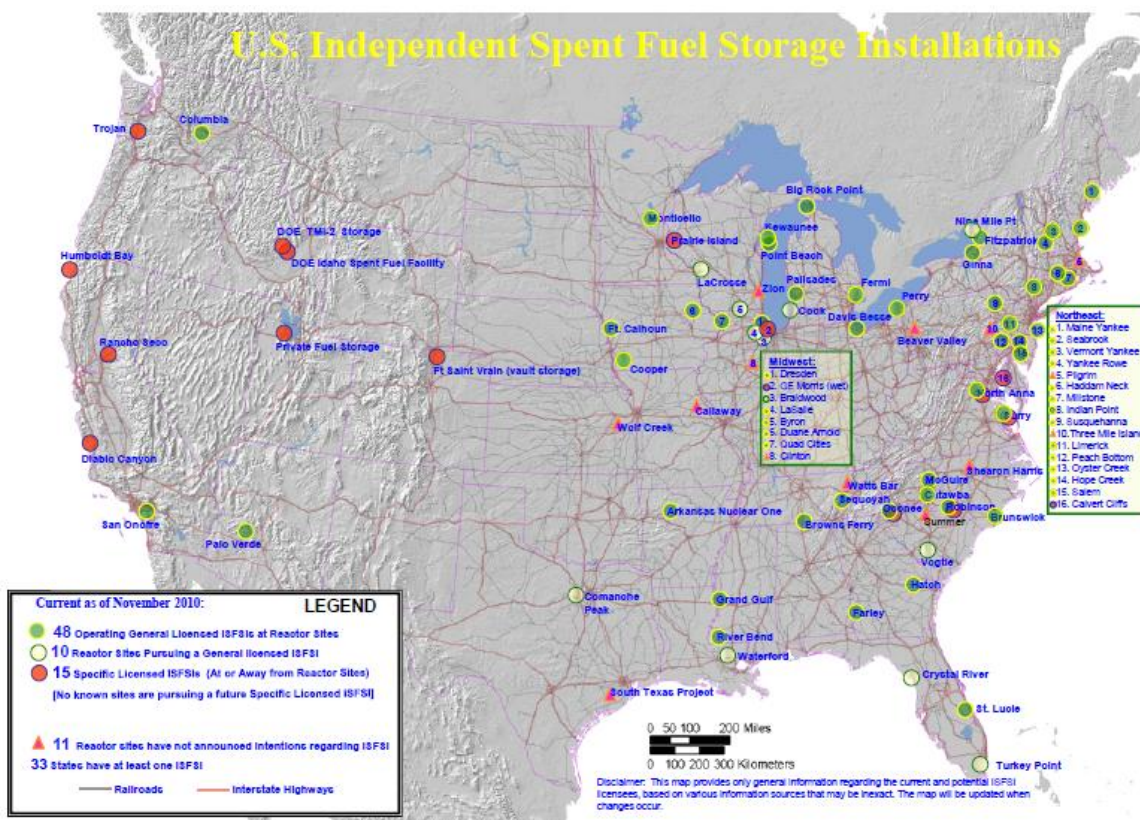 U.S. Independent Spent Fuel Storage Installations
Trojan
Columbia
Big Rock Point
Monticello
Nine Mile Pt
Kewaunee
Prairie Island
Fitzpatrick
DOE TMI-2 Storage
Point Beach
Ginna
DOE Idaho Spent Fuel Facility
Humboldt Bay
LaCrosse
Zion
Palisades
Fermi
Cook
Perry
Ft. Calhoun
Davis Besse
Rancho Seco
Private Fuel Storage
Beaver Valley
Cooper
Ft Saint Vrain (vault storage)
North Anna
Callaway
Surry
Wolf Creek
Diablo Canyon
Shearon Harris
Watts Bar
McGuire
Sequoyah
Catawba
San Onofre
Arkansas Nuclear One
Oconee
Robinson
Palo Verde
Browns Ferry
Summer
Brunswick
Vogtle
Hatch
Comanche
Peak
Grand Gulf
Farley
River Bend
Waterford
Crystal River
South Texas Project
St. Lucie
Turkey Point
Midwest:
1. Dresden
2. GE Morris (wet)
3. Braidwood
4. LaSalle
5. Byron
6. Duane Arnold
7. Quad Cities
8. Clinton
Northeast:
1. Maine Yankee
2. Seabrook
3. Vermont Yankee
4. Yankee Rowe
5. Pilgrim
6. Haddam Neck
7. Millstone
8. Indian Point
9. Susquehanna
10. Three Mile Island
11. Limerick
12. Peach Bottom
13. Oyster Creek
14. Hope Creek
15. Salem
16. Calvert Cliffs
Current as of November 2010:
LEGEND
48 Operating General Licensed ISFSIs at Reactor Sites
10 Reactor Sites Pursuing a General licensed ISFSI
15 Specific Licensed ISFSIs (At or Away from Reactor Sites)
[No known sites are pursuing a future Specific Licensed ISFSI]
11 Reactor sites have not announced intentions regarding ISFSI
33 States have at least one ISFSI
Railroads
Interstate Highways
0 50 100 200 Miles
0 100 200 300 Kilometers
Disclaimer: This map provides only general information regarding the current and potential ISFSI
licensees, based on various information sources that may be inexact. The map will be updated when
changes occur.